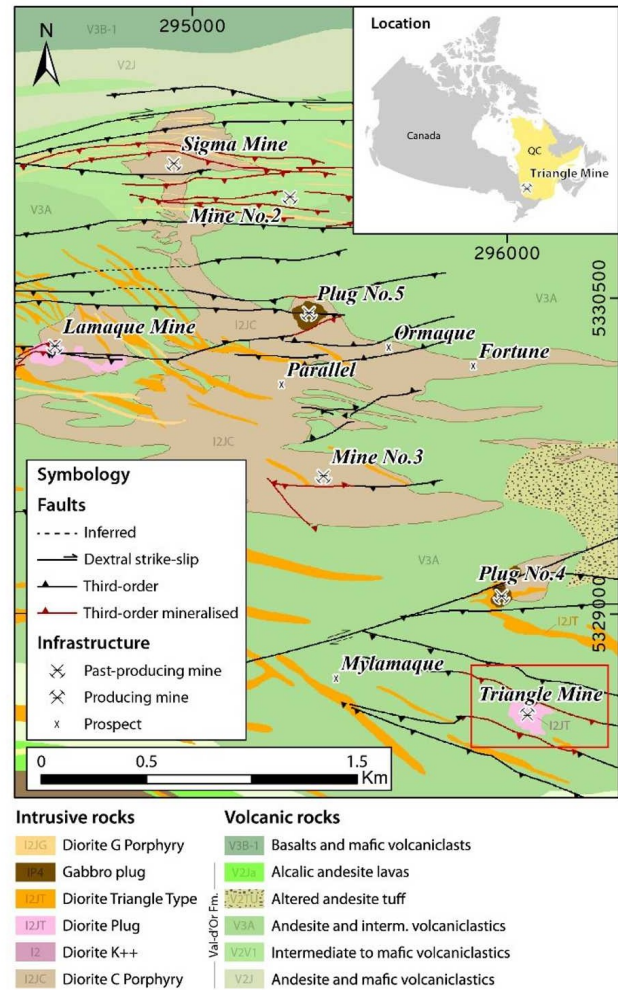 295000
V3B-1
N
V2J
Location
Canada
QC
Triangle Mine
Sigma Mine
Mine No.2
V3A
296000
5330500
Plug No.5
V3A
Lamaque Mine
I2JC
Ormaque
Fortune
Parallel
I2JC
Mine No.3
Symbology
Faults
Inferred
Dextral strike-slip
Third-order
Third-order mineralised
Infrastructure
Past-producing mine
Producing mine
Prospect
V3A
Plug No.4
I2JT
5329000
Mylamaque
Triangle Mine
I2JT
0 0.5 1.5
Km
Intrusive rocks
I2JG Diorite G Porphyry
IP4 Gabbro plug
I2JT Diorite Triangle Type
I2JT Diorite Plug
I2 Diorite K++
I2JC Diorite C Porphyry
Volcanic rocks
Val-d'Or Fm.
V3B-1 Basalts and mafic volcaniclasts
V2Ja Alcalic andesite lavas
V2TU Altered andesite tuff
V3A Andesite and interm. volcaniclastics
V2V1 Intermediate to mafic volcaniclastics
V2J Andesite and mafic volcaniclastics